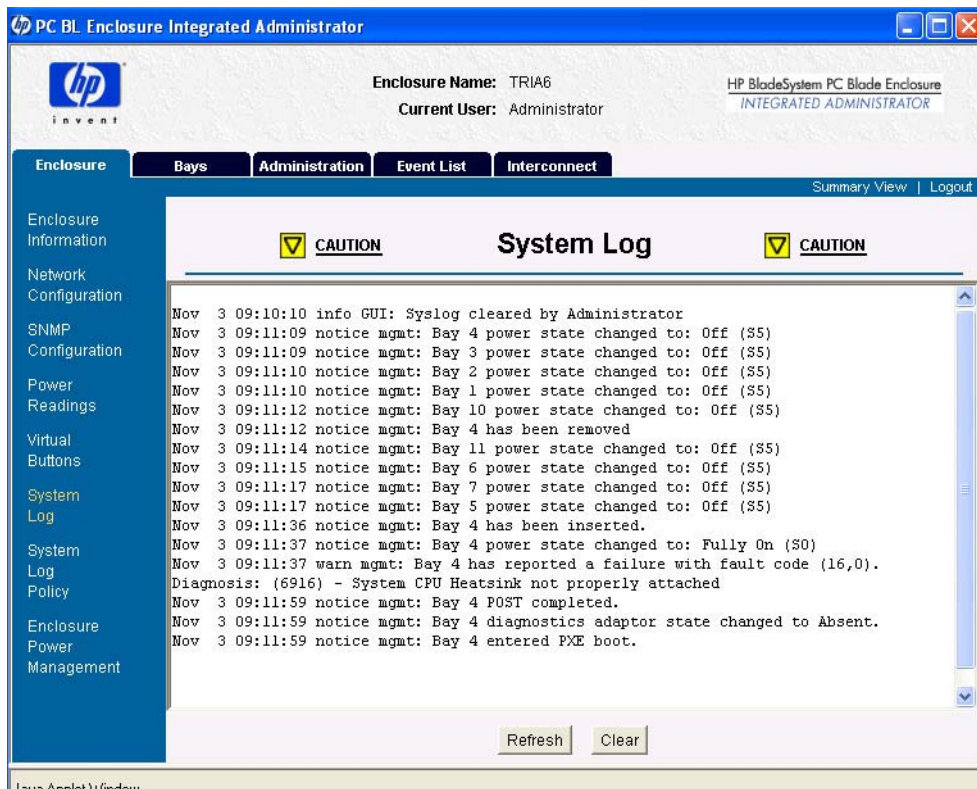 PC BL Enclosure Integrated Administrator
hp
invent
Enclosure Name: TRIA6
Current User: Administrator
HP BladeSystem PC Blade Enclosure
INTEGRATED ADMINISTRATOR
Enclosure Bays Administration Event List Interconnect
Summary View | Logout
Enclosure
Information
Network
Configuration
SNMP
Configuration
Power
Readings
Virtual
Buttons
System
Log
System
Log
Policy
Enclosure
Power
Management
CAUTION System Log CAUTION
Nov 3 09:10:10 info GUI: Syslog cleared by Administrator
Nov 3 09:11:09 notice mgmt: Bay 4 power state changed to: Off (S5)
Nov 3 09:11:09 notice mgmt: Bay 3 power state changed to: Off (S5)
Nov 3 09:11:10 notice mgmt: Bay 2 power state changed to: Off (S5)
Nov 3 09:11:10 notice mgmt: Bay 1 power state changed to: Off (S5)
Nov 3 09:11:12 notice mgmt: Bay 10 power state changed to: Off (S5)
Nov 3 09:11:12 notice mgmt: Bay 4 has been removed
Nov 3 09:11:14 notice mgmt: Bay 11 power state changed to: Off (S5)
Nov 3 09:11:15 notice mgmt: Bay 6 power state changed to: Off (S5)
Nov 3 09:11:17 notice mgmt: Bay 7 power state changed to: Off (S5)
Nov 3 09:11:17 notice mgmt: Bay 5 power state changed to: Off (S5)
Nov 3 09:11:36 notice mgmt: Bay 4 has been inserted.
Nov 3 09:11:37 notice mgmt: Bay 4 power state changed to: Fully On (S0)
Nov 3 09:11:37 warn mgmt: Bay 4 has reported a failure with fault code (16,0).
Diagnosis: (6916) - System CPU Heatsink not properly attached
Nov 3 09:11:59 notice mgmt: Bay 4 POST completed.
Nov 3 09:11:59 notice mgmt: Bay 4 diagnostics adaptor state changed to Absent.
Nov 3 09:11:59 notice mgmt: Bay 4 entered PXE boot.
Refresh Clear
Java Applet Window